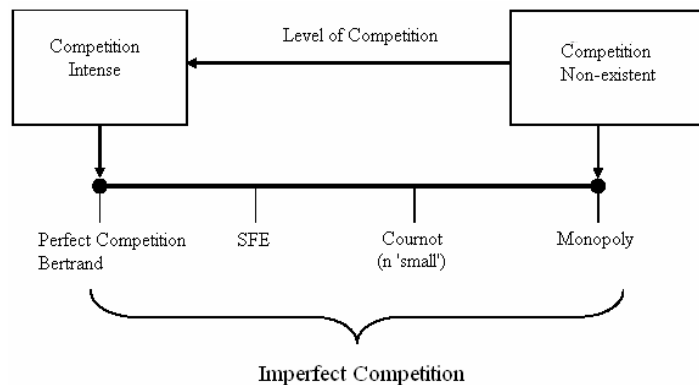 Competition
Intense
Level of Competition
Competition
Non-existent
Perfect Competition
Bertrand
SFE
Cournot
(n 'small')
Monopoly
Imperfect Competition